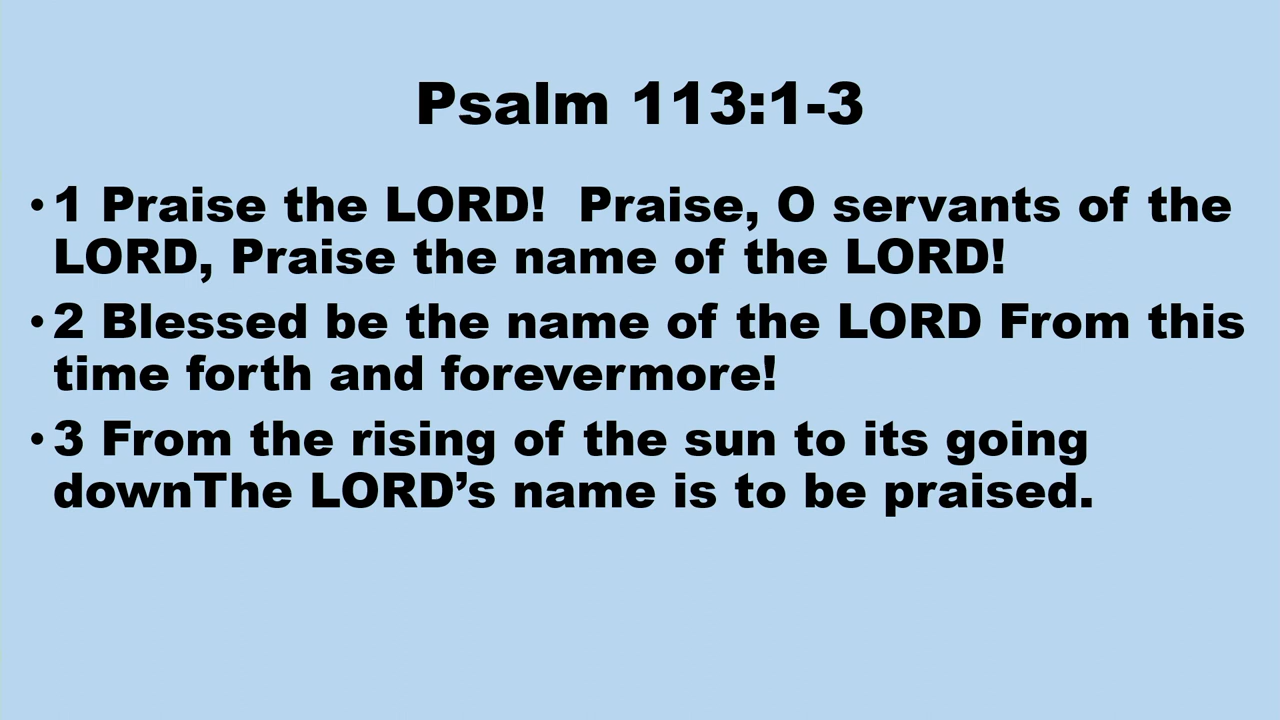 Psalm 113:1-3
• 1 Praise the LORD!  Praise, O servants of the
LORD, Praise the name of the LORD!
• 2 Blessed be the name of the LORD From this
time forth and forevermore!
• 3 From the rising of the sun to its going
downThe LORD’s name is to be praised.